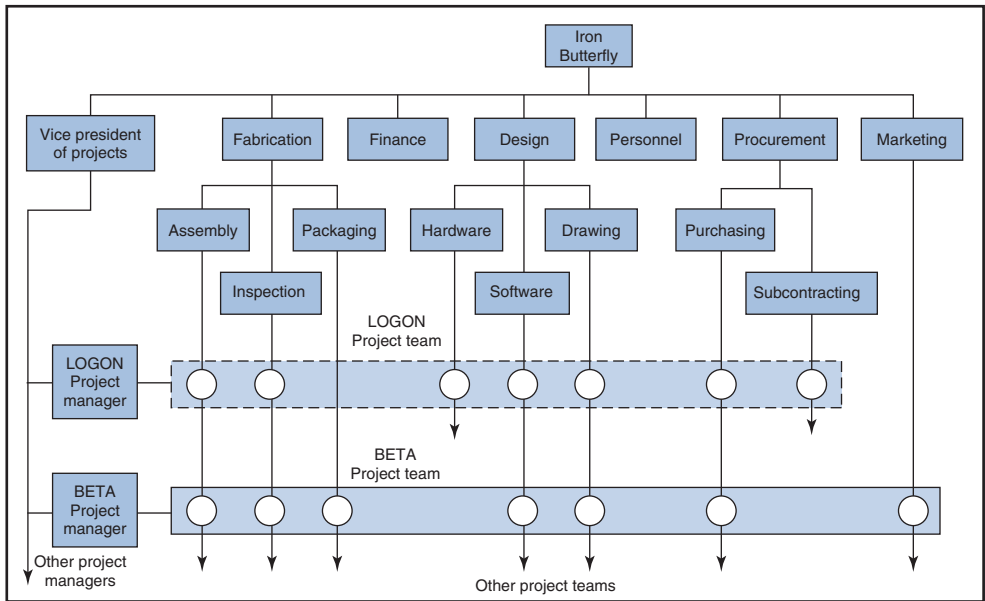 Iron
Butterfly
Vice president
of projects
Fabrication
Finance
Design
Personnel
Procurement
Marketing
Assembly
Packaging
Hardware
Drawing
Purchasing
Inspection
Software
Subcontracting
LOGON
Project team
LOGON
Project
manager
BETA
Project team
BETA
Project
manager
Other project
managers
Other project teams